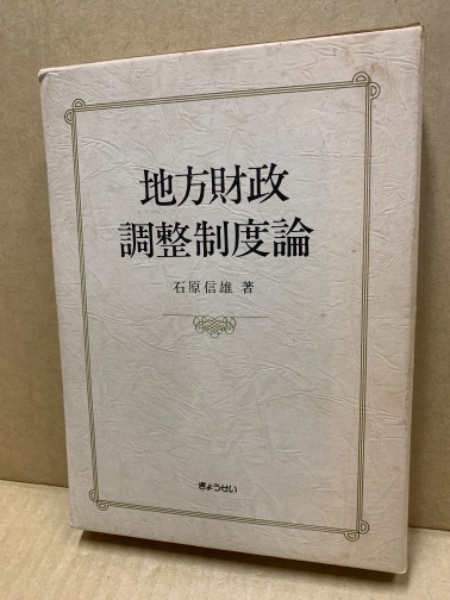 地方財政
調整制度論
石原信雄 著
ぎょうせい